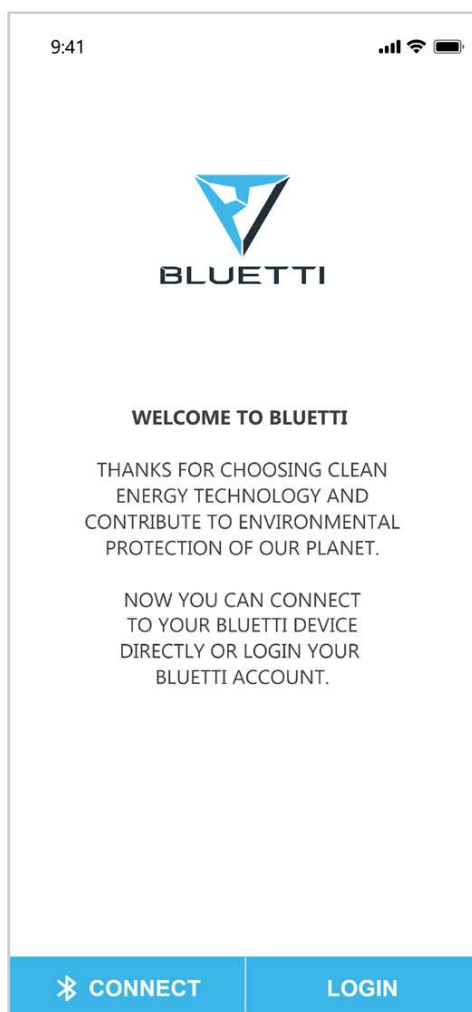 9:41
BLUETTI
WELCOME TO BLUETTI
THANKS FOR CHOOSING CLEAN
ENERGY TECHNOLOGY AND
CONTRIBUTE TO ENVIRONMENTAL
PROTECTION OF OUR PLANET.
NOW YOU CAN CONNECT
TO YOUR BLUETTI DEVICE
DIRECTLY OR LOGIN YOUR
BLUETTI ACCOUNT.
CONNECT
LOGIN